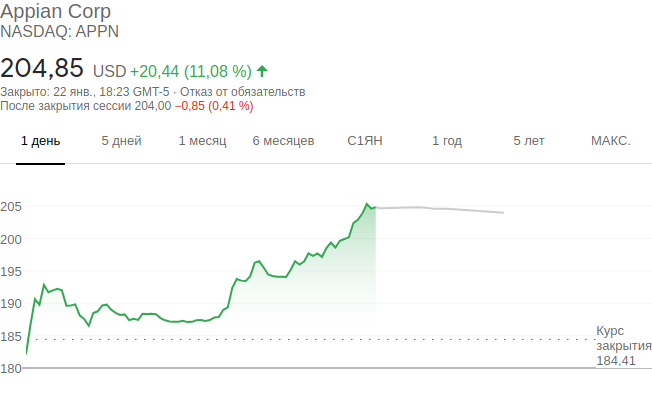 Appian Corp
NASDAQ: APPN
204,85 USD +20,44 (11,08 %)
Закрыто: 22 янв., 18:23 GMT-5 · Отказ от обязательств
После закрытия сессии 204,00 −0,85 (0,41 %)
1 день 5 дней 1 месяц 6 месяцев С1ЯН 1 год 5 лет МАКС.
205
200
195
190
185
180
Курс
закрытия
184,41